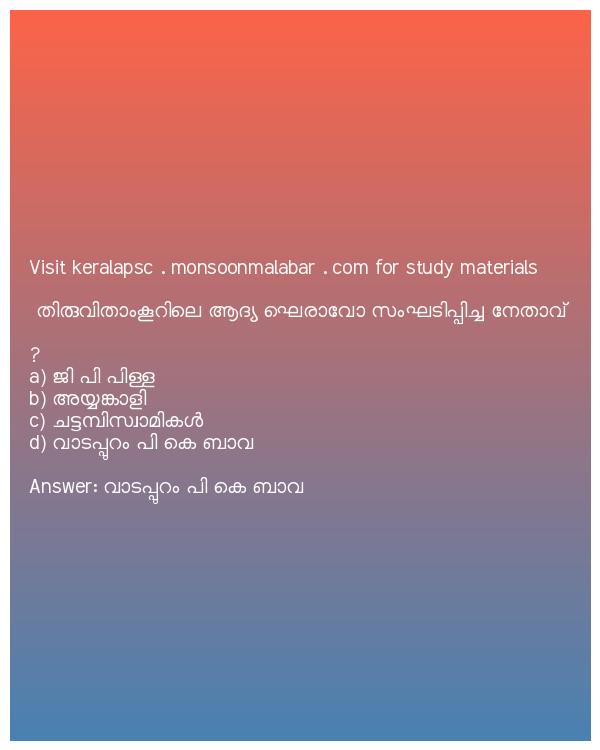 Visit keralapsc . monsoonmalabar . com for study materials
തിരുവിതാംകൂറിലെ ആദ്യ ഘെരാവോ സംഘടിപ്പിച്ച നേതാവ്
?
a) ജി പി പിള്ള
b) അയ്യങ്കാളി
c) ചട്ടമ്പിസ്വാമികൾ
d) വാടപ്പുറം പി കെ ബാവ
Answer: വാടപ്പുറം പി കെ ബാവ